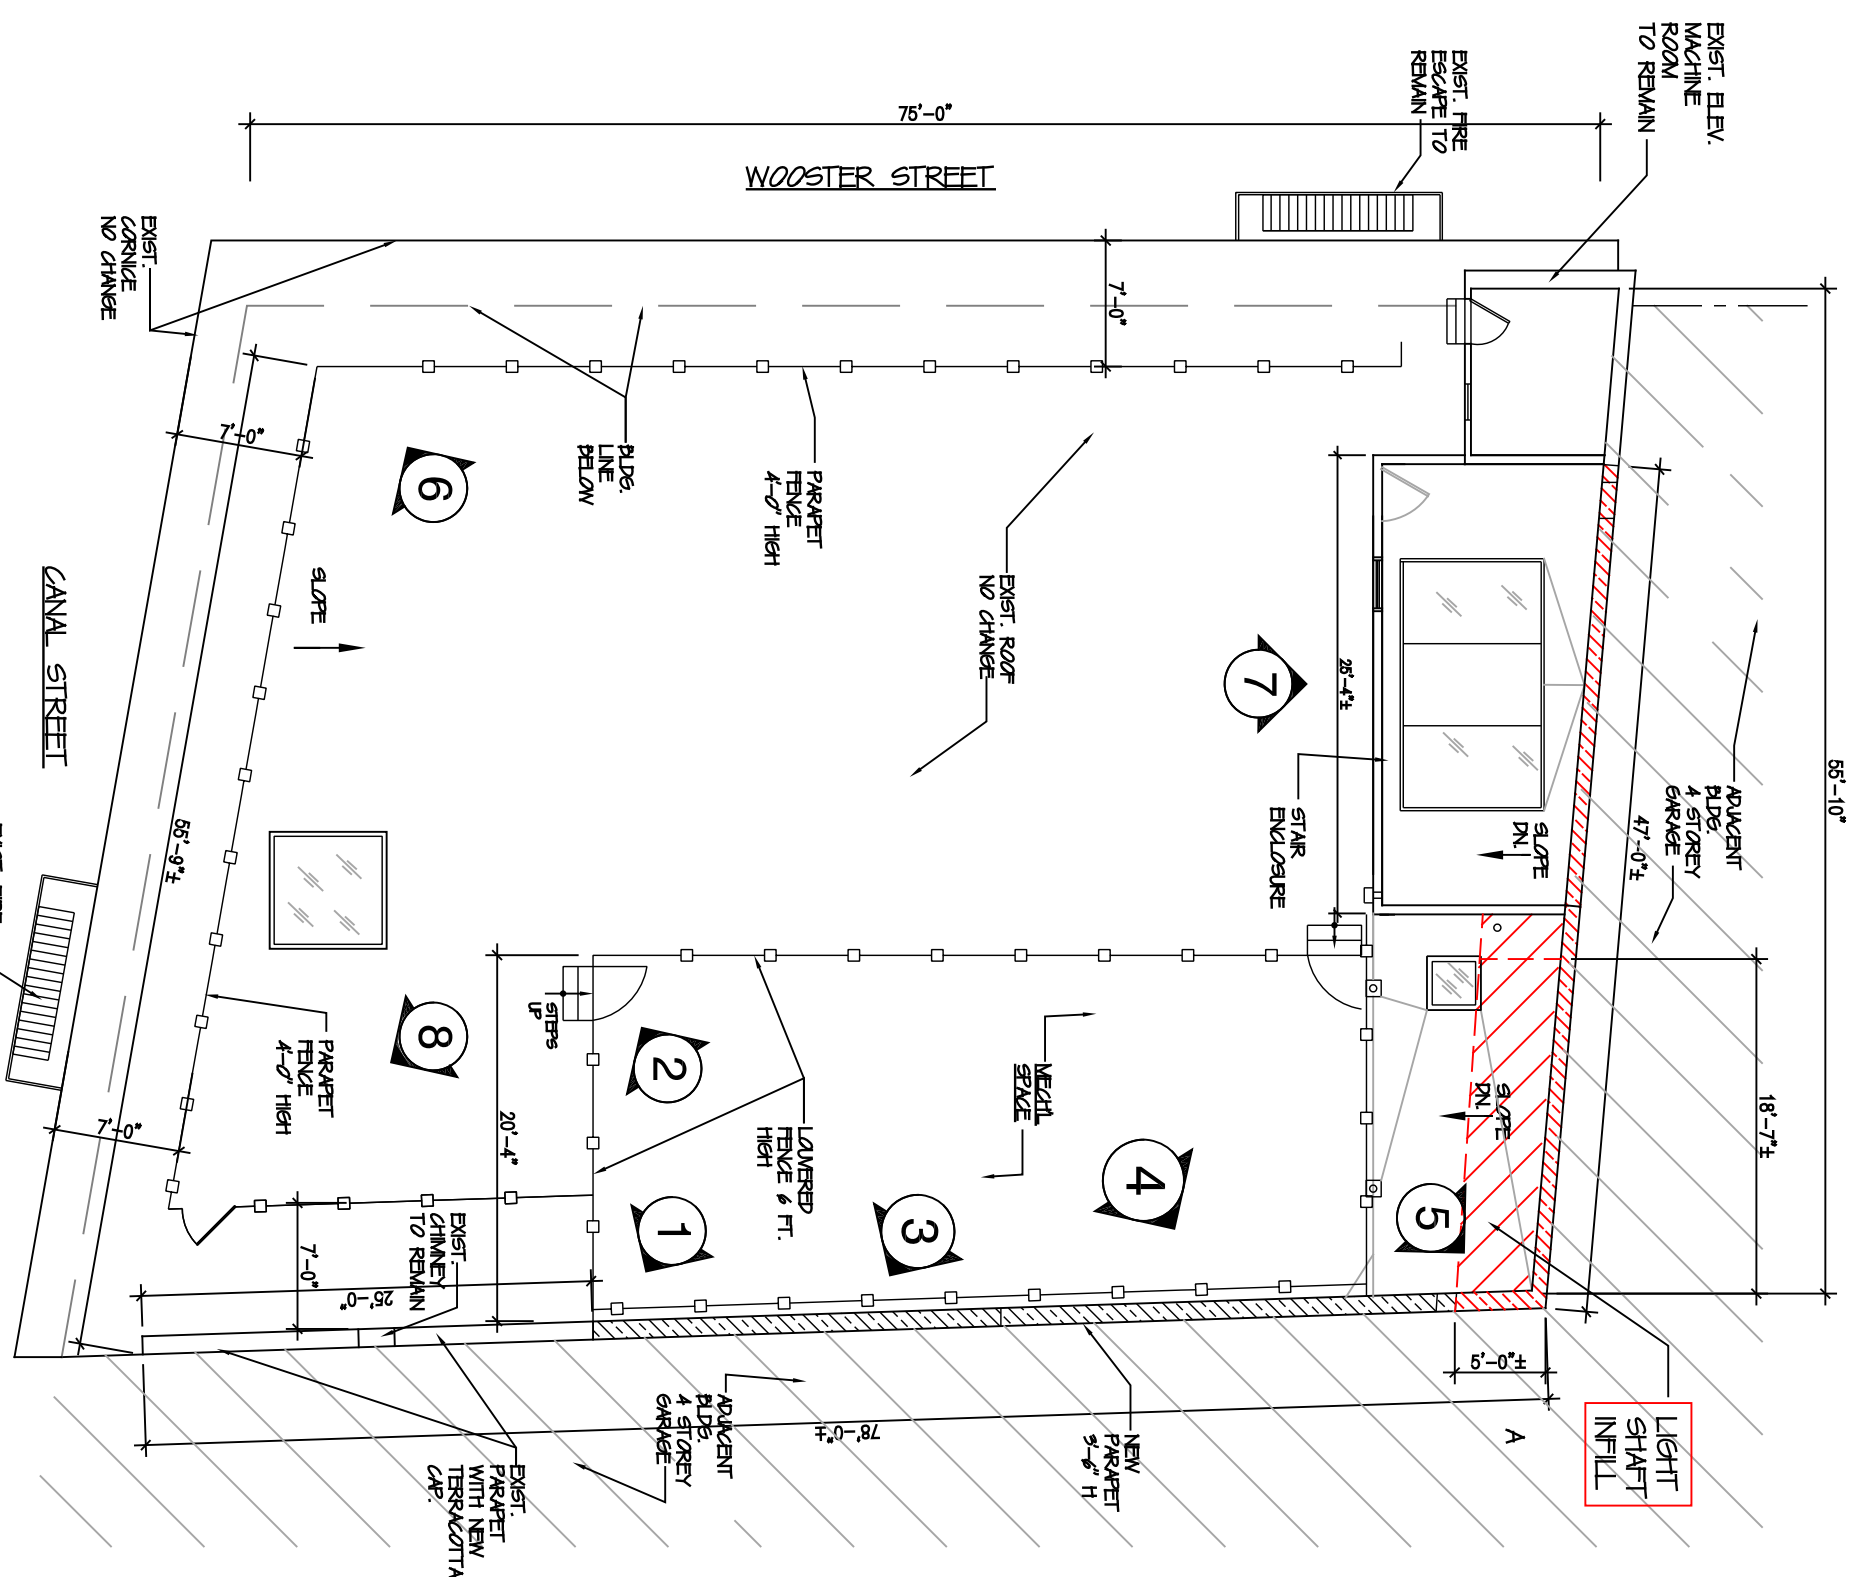 EXIST. ELEV.
MACHINE
ROOM
TO REMAIN
EXIST. FIRE
ESCAPE TO
REMAIN
75'-0"
WOOSTER STREET
EXIST.
CORNICE
NO CHANGE
7'-0"
7'-0"
BLDG.
LINE
BELOW
PARAPET
FENCE
4'-0" HIGH
6
SLOPE
CANAL STREET
EXIST. ROOF
NO CHANGE
7
25'-4"±
STAIR
ENCLOSURE
SLOPE
DN.
47'-0"±
ADJACENT
BLDG.
4 STOREY
GARAGE
55'-10"
55'-9"±
8
PARAPET
FENCE
4'-0" HIGH
7'-0"
STEPS
UP
20'-4"
2
LOUVERED
FENCE 6 FT.
HIGH
MECH'L
SPACE
SLOPE
DN.
18'-7"±
1
3
4
5
EXIST.
CHIMNEY
TO REMAIN
7'-0"
25'-0"
5'-0"±
78'-0"±
ADJACENT
BLDG.
4 STOREY
GARAGE
NEW
PARAPET
3'-6" H
A
LIGHT
SHAFT
INFILL
EXIST.
PARAPET
WITH NEW
TERRACOTTA
CAP.